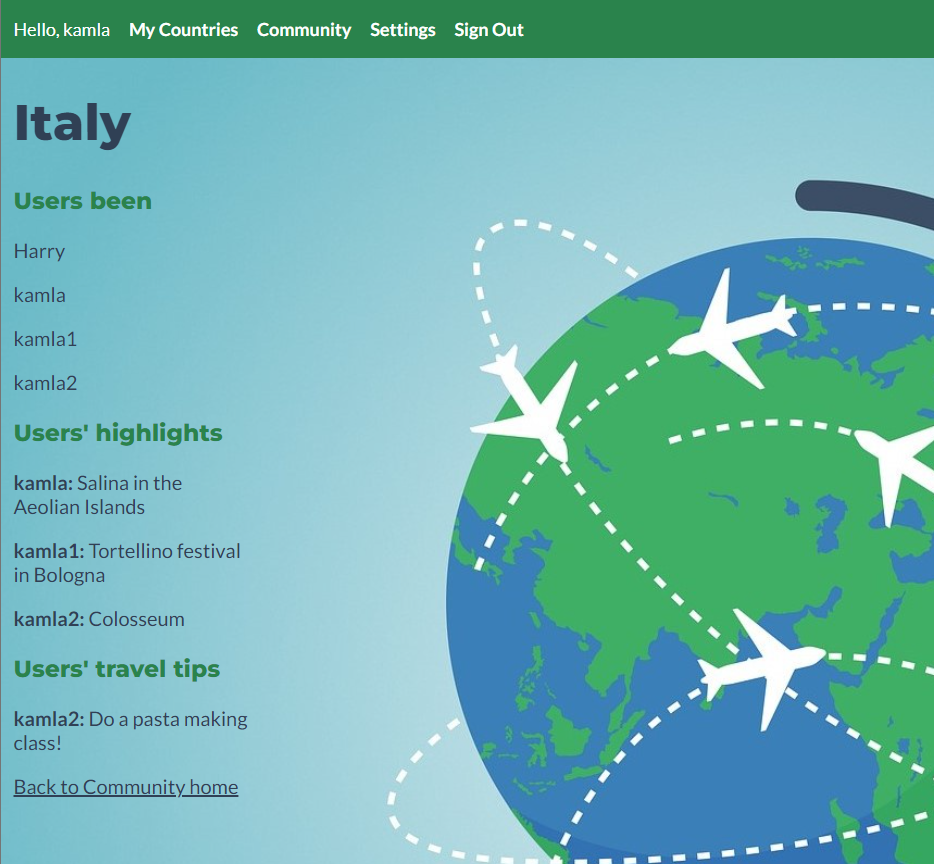 Hello, kamla My Countries Community Settings Sign Out
Italy
Users been
Harry
kamla
kamla1
kamla2
Users' highlights
kamla: Salina in the
Aeolian Islands
kamla1: Tortellino festival
in Bologna
kamla2: Colosseum
Users' travel tips
kamla2: Do a pasta making
class!
Back to Community home